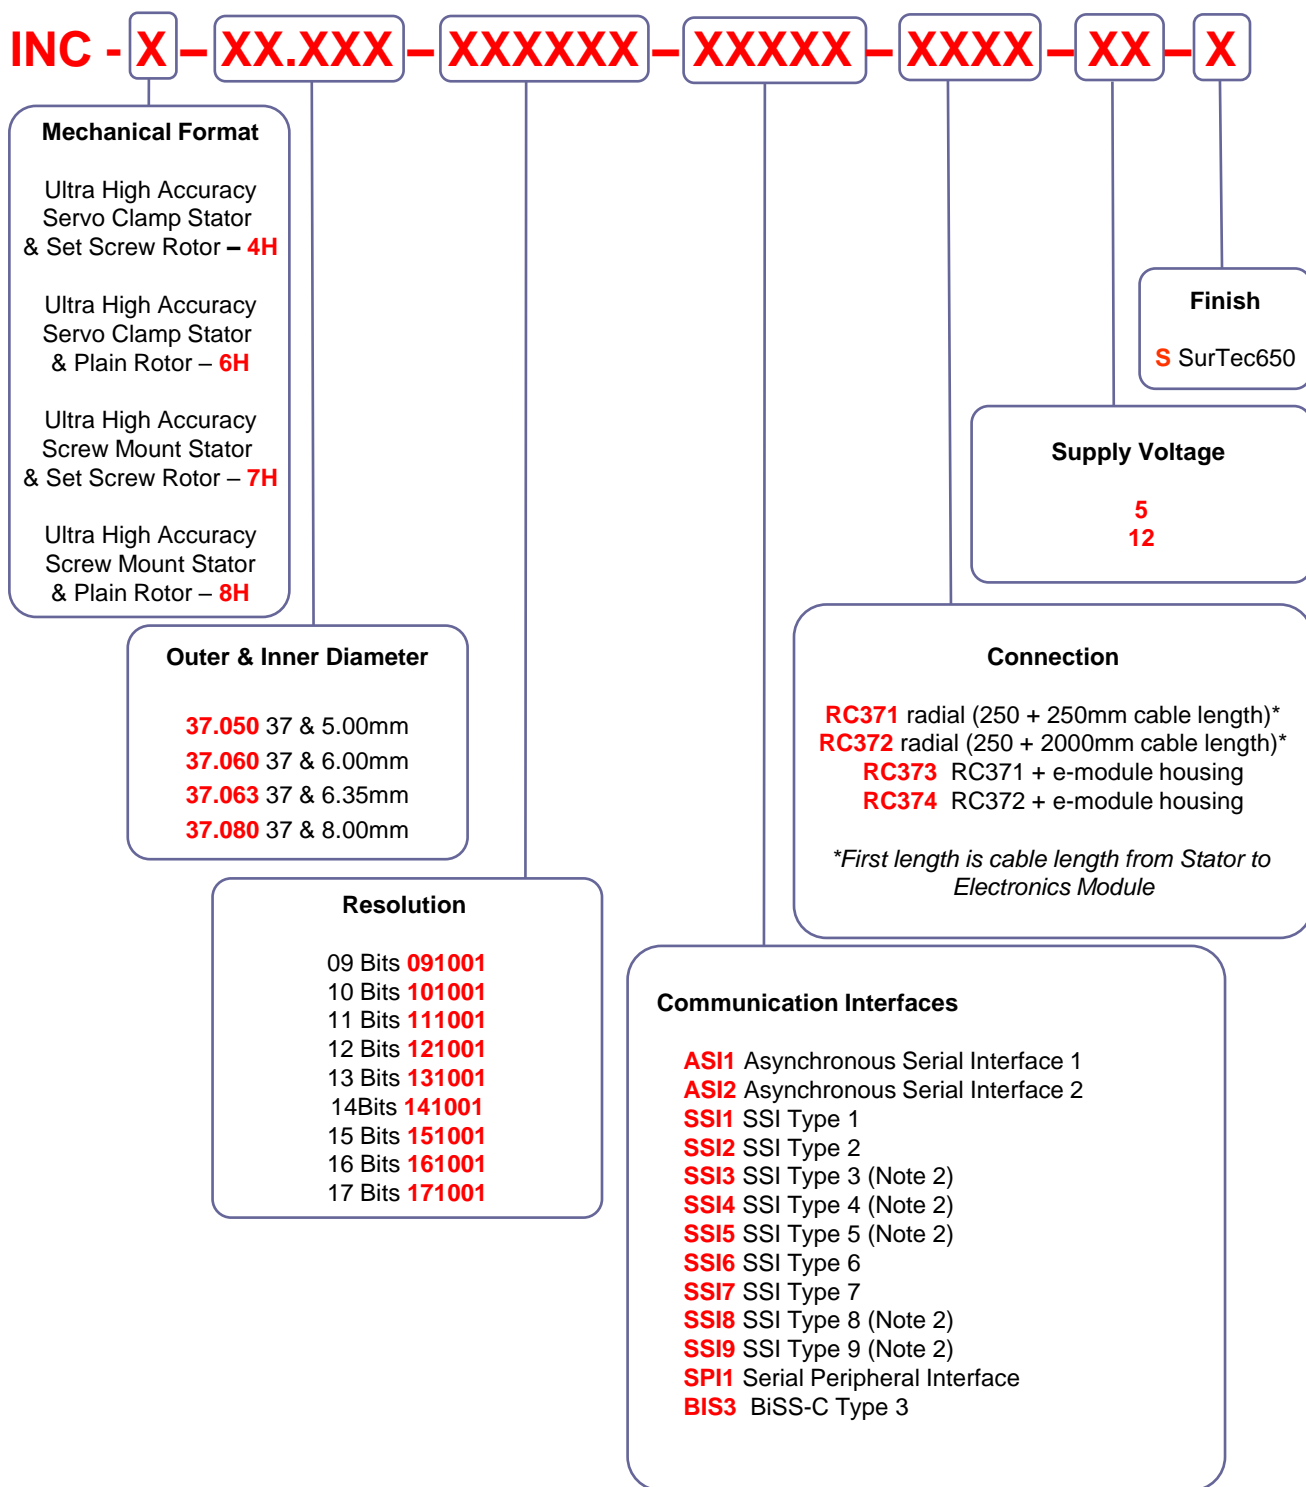 INC - X – XX.XXX – XXXXXX – XXXXX – XXXX – XX – X
Mechanical Format
Ultra High Accuracy
Servo Clamp Stator
& Set Screw Rotor – 4H
Ultra High Accuracy
Servo Clamp Stator
& Plain Rotor – 6H
Ultra High Accuracy
Screw Mount Stator
& Set Screw Rotor – 7H
Ultra High Accuracy
Screw Mount Stator
& Plain Rotor – 8H
Outer & Inner Diameter
37.050 37 & 5.00mm
37.060 37 & 6.00mm
37.063 37 & 6.35mm
37.080 37 & 8.00mm
Resolution
09 Bits 091001
10 Bits 101001
11 Bits 111001
12 Bits 121001
13 Bits 131001
14Bits 141001
15 Bits 151001
16 Bits 161001
17 Bits 171001
Communication Interfaces
ASI1 Asynchronous Serial Interface 1
ASI2 Asynchronous Serial Interface 2
SSI1 SSI Type 1
SSI2 SSI Type 2
SSI3 SSI Type 3 (Note 2)
SSI4 SSI Type 4 (Note 2)
SSI5 SSI Type 5 (Note 2)
SSI6 SSI Type 6
SSI7 SSI Type 7
SSI8 SSI Type 8 (Note 2)
SSI9 SSI Type 9 (Note 2)
SPI1 Serial Peripheral Interface
BIS3 BiSS-C Type 3
Connection
RC371 radial (250 + 250mm cable length)*
RC372 radial (250 + 2000mm cable length)*
RC373 RC371 + e-module housing
RC374 RC372 + e-module housing
*First length is cable length from Stator to
Electronics Module
Supply Voltage
5
12
Finish
S SurTec650